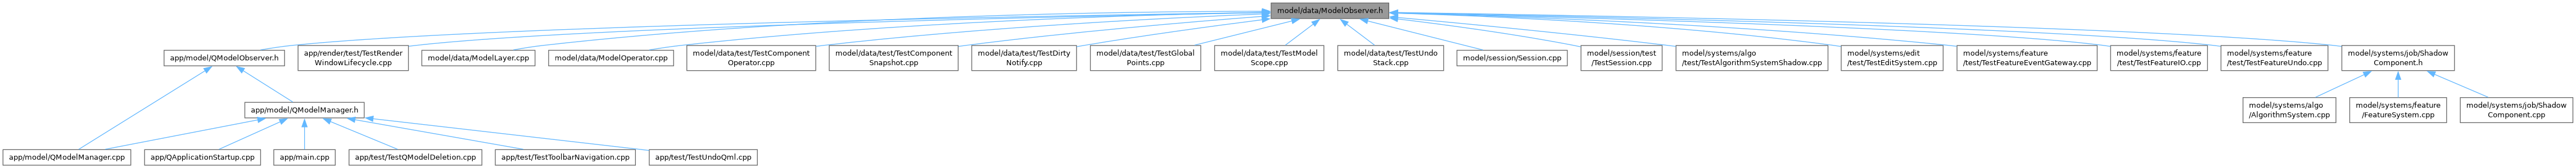 model/data/ModelObserver.h
app/model/QModelObserver.h
app/render/test/TestRender
WindowLifecycle.cpp
model/data/ModelLayer.cpp
model/data/ModelOperator.cpp
model/data/test/TestComponent
Operator.cpp
model/data/test/TestComponent
Snapshot.cpp
model/data/test/TestDirty
Notify.cpp
model/data/test/TestGlobal
Points.cpp
model/data/test/TestModel
Scope.cpp
model/data/test/TestUndo
Stack.cpp
model/session/Session.cpp
model/session/test
/TestSession.cpp
model/systems/algo
/test/TestAlgorithmSystemShadow.cpp
model/systems/edit
/test/TestEditSystem.cpp
model/systems/feature
/test/TestFeatureEventGateway.cpp
model/systems/feature
/test/TestFeatureIO.cpp
model/systems/feature
/test/TestFeatureUndo.cpp
model/systems/job/Shadow
Component.h
app/model/QModelManager.h
model/systems/algo
/AlgorithmSystem.cpp
model/systems/feature
/FeatureSystem.cpp
model/systems/job/Shadow
Component.cpp
app/model/QModelManager.cpp
app/QApplicationStartup.cpp
app/main.cpp
app/test/TestQModelDeletion.cpp
app/test/TestToolbarNavigation.cpp
app/test/TestUndoQml.cpp